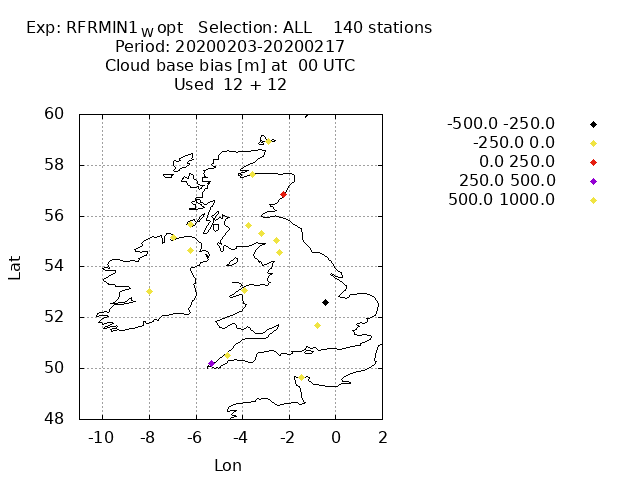 Exp: RFRMIN1W opt Selection: ALL 140 stations
Period: 20200203-20200217
Cloud base bias [m] at 00 UTC
Used 12 + 12
-500.0 -250.0
-250.0 0.0
0.0 250.0
250.0 500.0
500.0 1000.0
60
58
56
54
52
50
48
Lat
-10 -8 -6 -4 -2 0 2
Lon